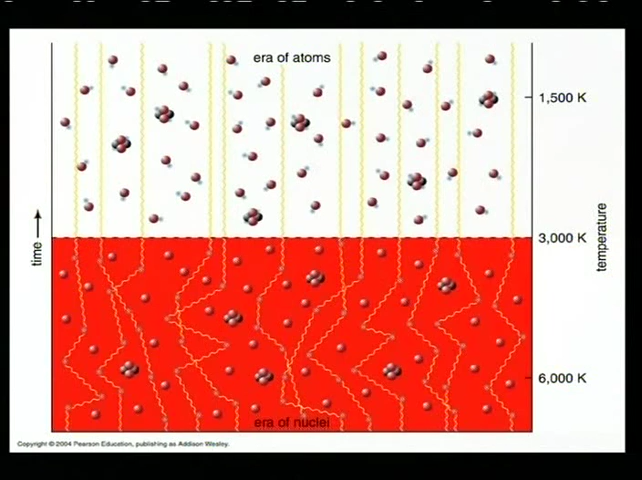 era of atoms
1,500 K
time
3,000 K
temperature
6,000 K
era of nuclei
Copyright © 2004 Pearson Education, publishing as Addison Wesley.